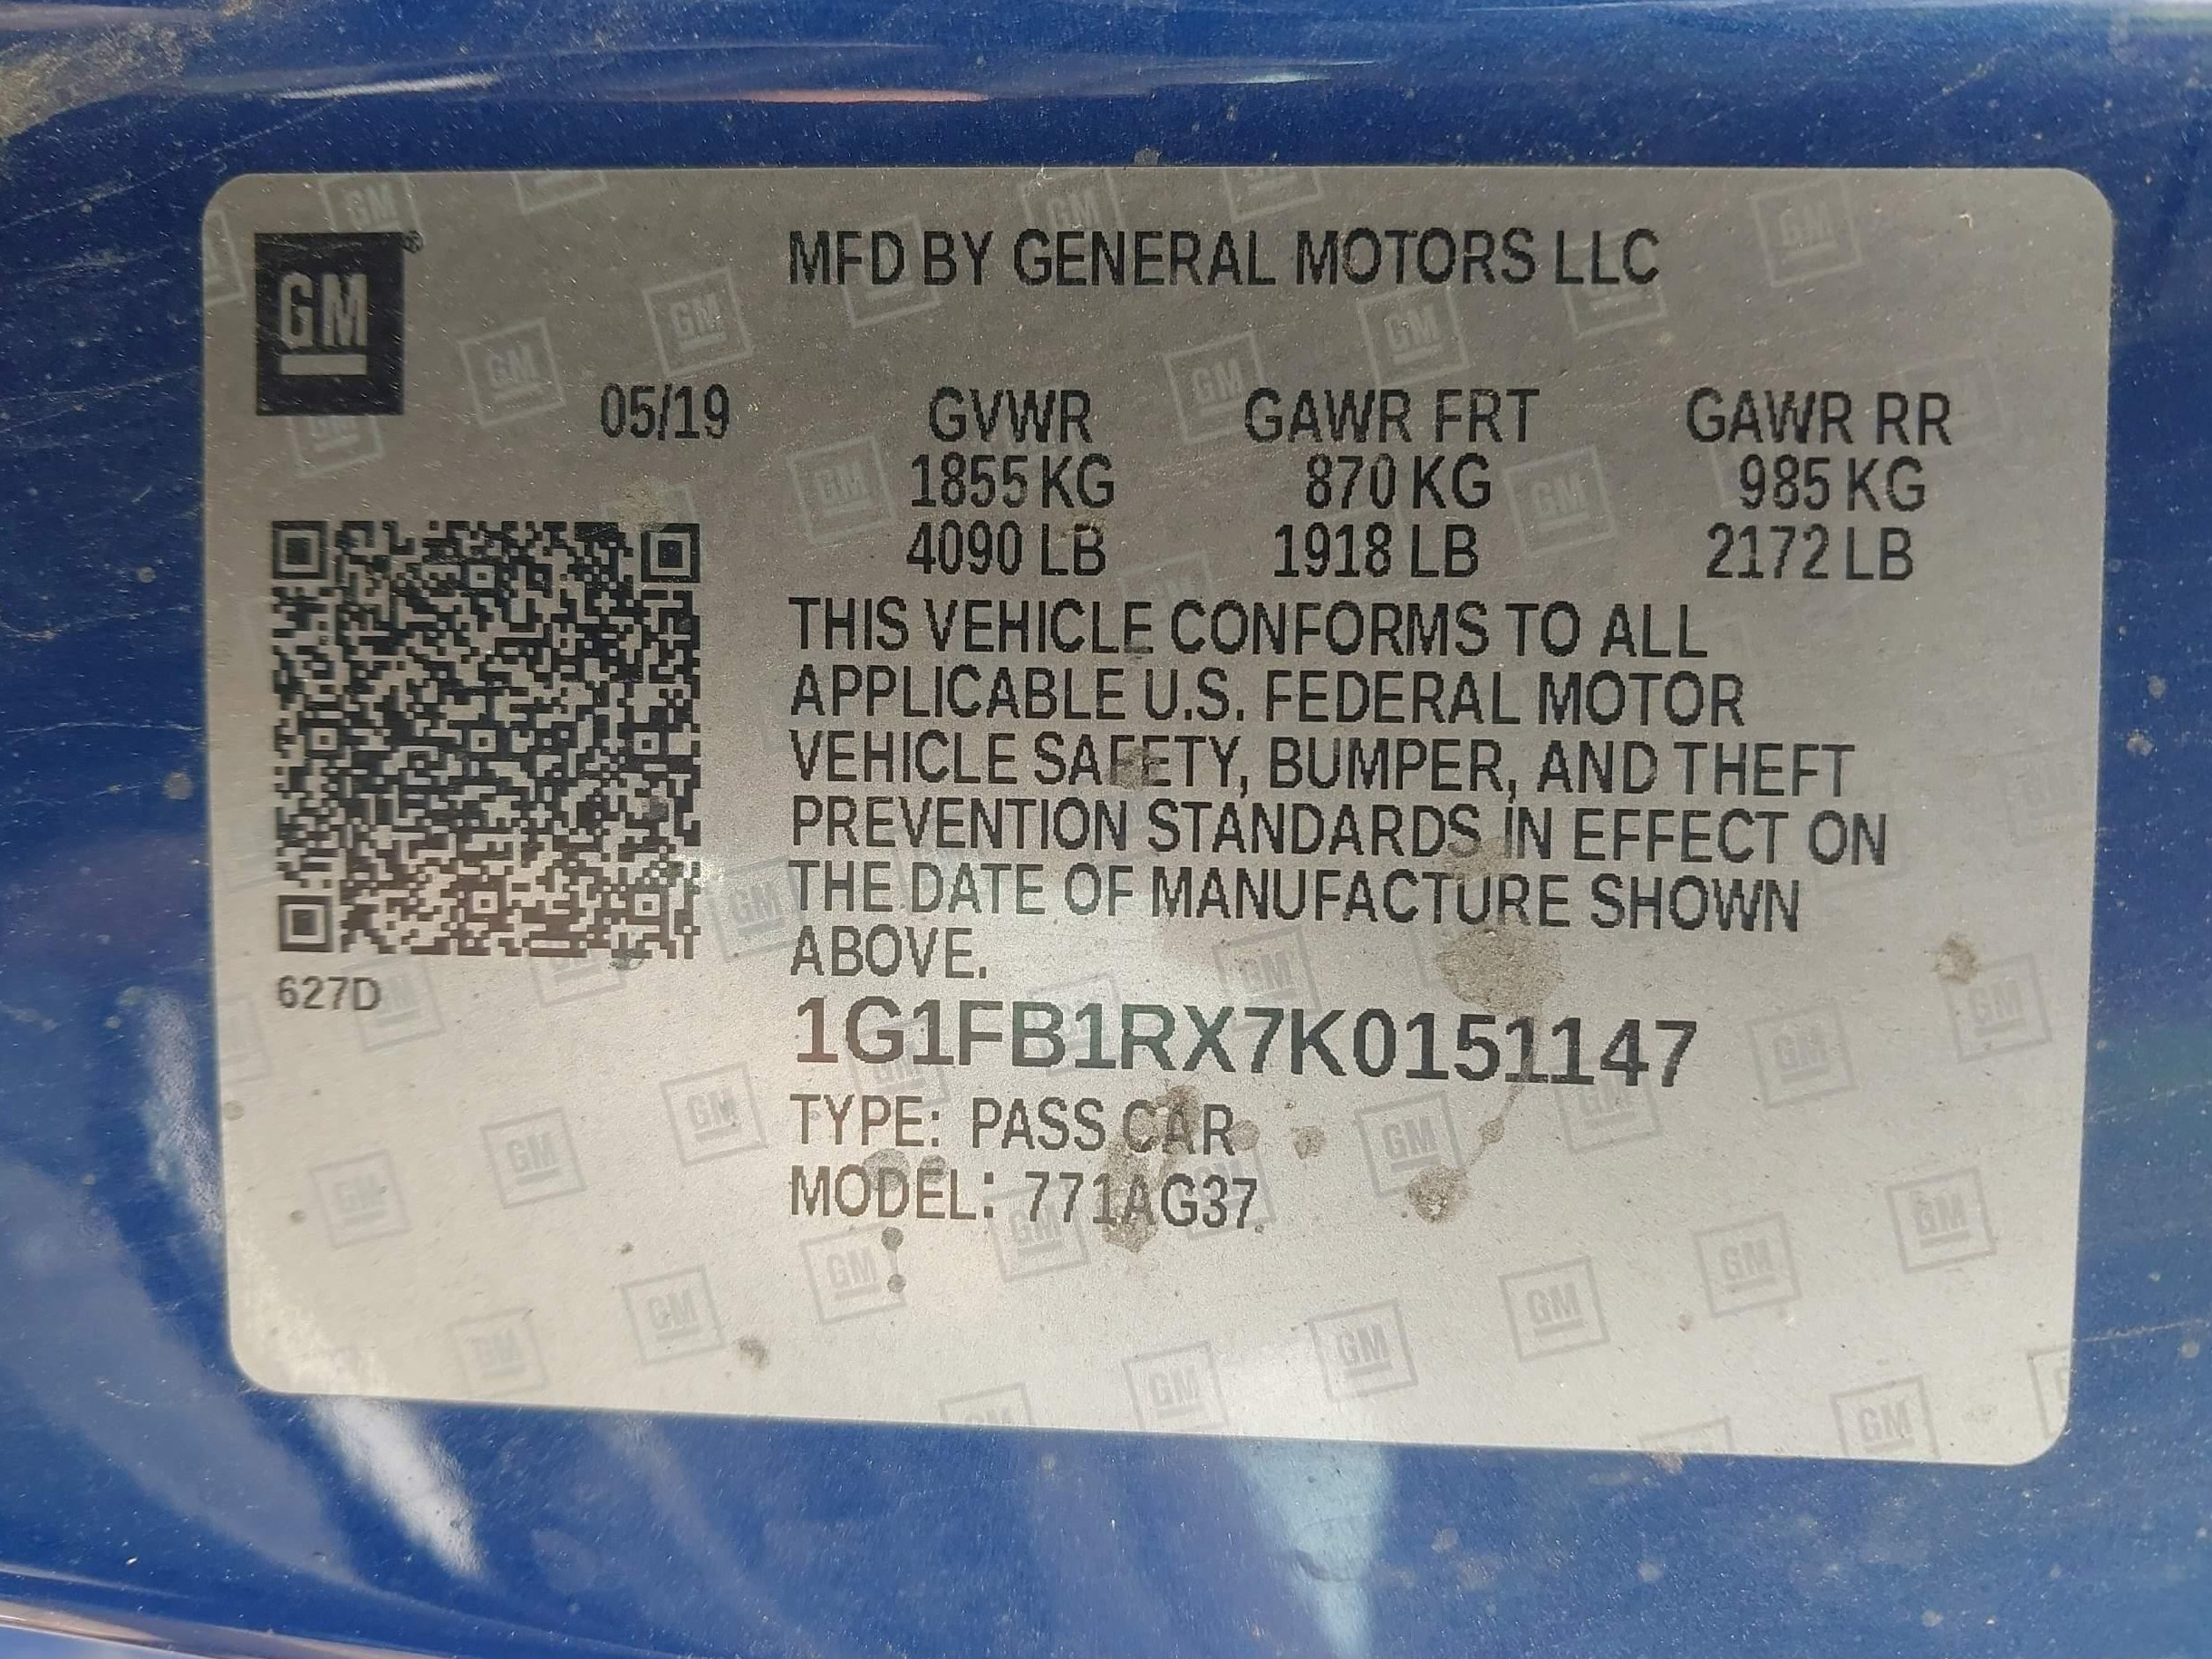 GM
MFD BY GENERAL MOTORS LLC
05/19 GVWR GAWR FRT GAWR RR
1855 KG 870 KG 985 KG
4090 LB 1918 LB 2172 LB
THIS VEHICLE CONFORMS TO ALL
APPLICABLE U.S. FEDERAL MOTOR
VEHICLE SAFETY, BUMPER, AND THEFT
PREVENTION STANDARDS IN EFFECT ON
THE DATE OF MANUFACTURE SHOWN
ABOVE.
627D
1G1FB1RX7K0151147
TYPE: PASS CAR
MODEL: 771AG37